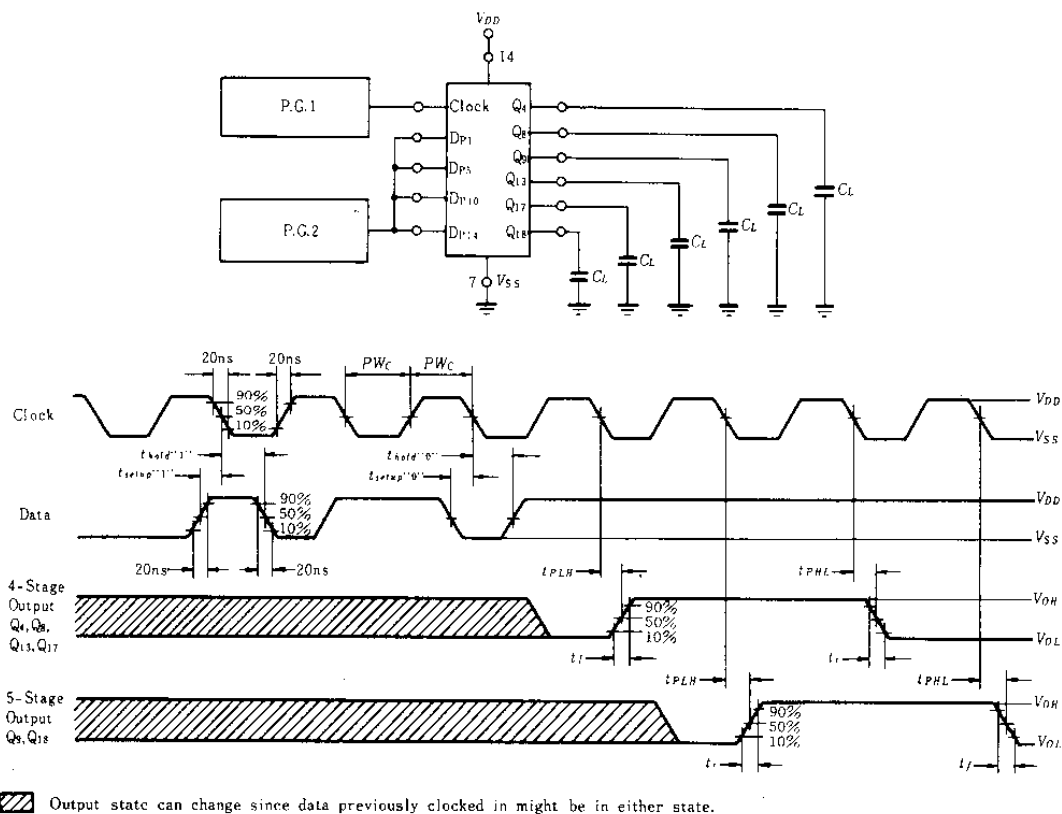 VDD
14
P.G.1
Clock
DP1
DP5
DP10
DP14
P.G.2
Q4
Q8
Q9
Q13
Q17
Q18
CL
CL
CL
CL
CL
CL
7
VSS
20ns 20ns PWC PWC
Clock
90%
50%
10%
VDD
VSS
thold"1"
tsetup"1"
thold"0"
tsetup"0"
Data
90%
50%
10%
VDD
VSS
20ns 20ns
tPLH
tPHL
4-Stage
Output
Q4,Q8,
Q13,Q17
90%
50%
10%
VOH
VOL
tf
tr
tPLH
tPHL
5-Stage
Output
Q9,Q18
90%
50%
10%
VOH
VOL
tr
tf
Output state can change since data previously clocked in might be in either state.